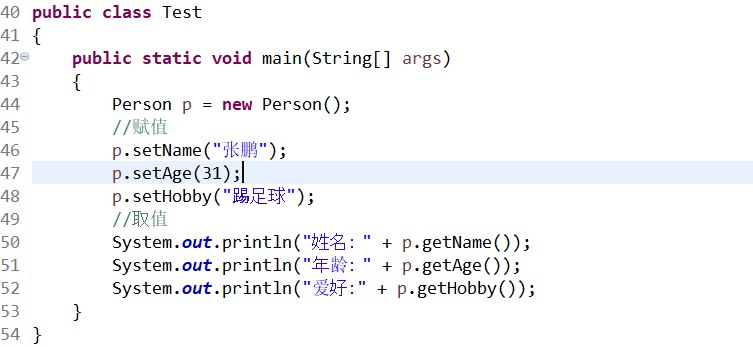 40 public class Test
41 {
42 public static void main(String[] args)
43 {
44 Person p = new Person();
45 //赋值
46 p.setName("张鹏");
47 p.setAge(31);
48 p.setHobby("踢足球");
49 //取值
50 System.out.println("姓名：" + p.getName());
51 System.out.println("年龄：" + p.getAge());
52 System.out.println("爱好:" + p.getHobby());
53 }
54 }